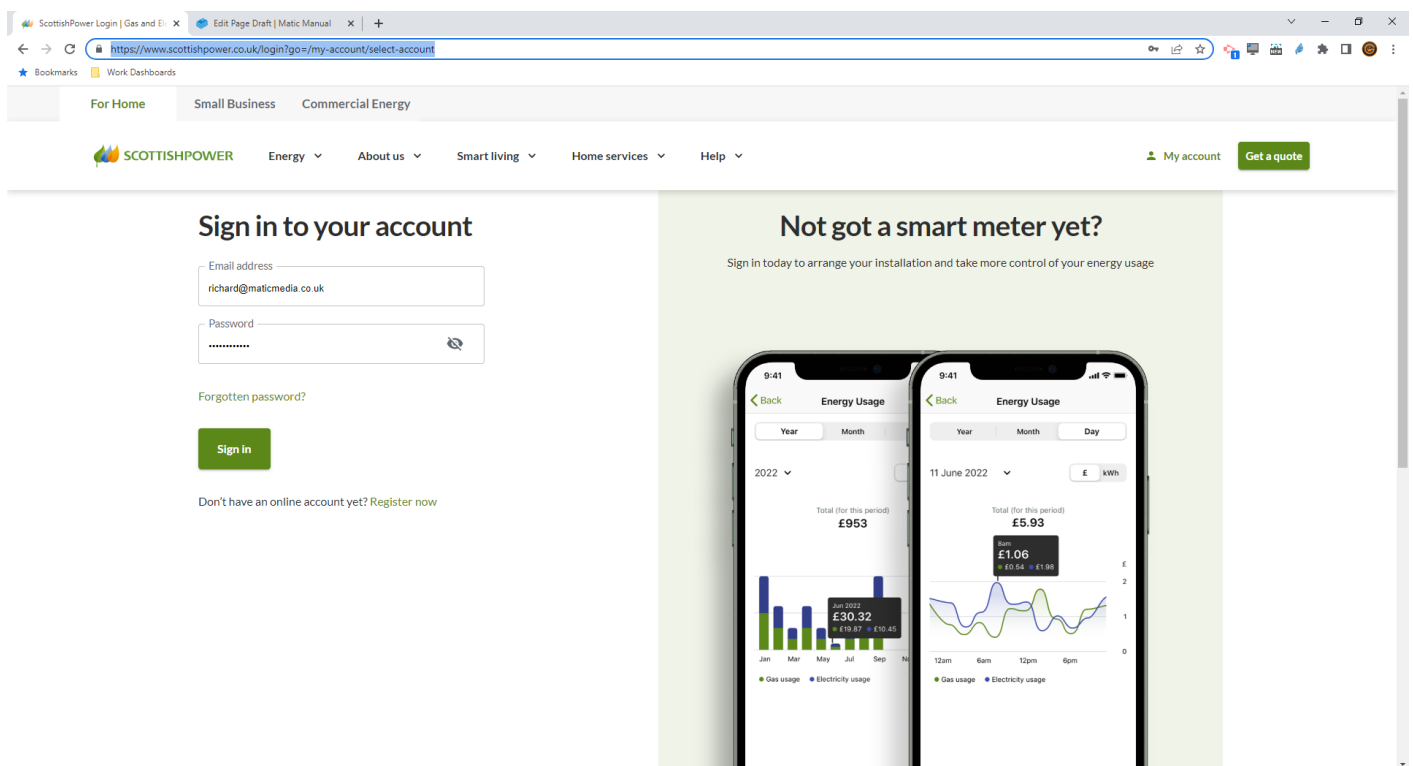 ScottishPower Login | Gas and El
Edit Page Draft | Matic Manual
https://www.scottishpower.co.uk/login?go=/my-account/select-account
1
Bookmarks
Work Dashboards
For Home
Small Business
Commercial Energy
SCOTTISHPOWER
Energy
About us
Smart living
Home services
Help
My account
Get a quote
Sign in to your account
Email address
richard@maticmedia.co.uk
Password
••••••••••••
Forgotten password?
Sign in
Don't have an online account yet? Register now
Not got a smart meter yet?
Sign in today to arrange your installation and take more control of your energy usage
9:41
Back
Energy Usage
Year Month
2022
Total (for this period)
£953
Jun 2022
£30.32
£19.87 £10.45
Jan Mar May Jul Sep
Gas usage Electricity usage
9:41
Back
Energy Usage
Year Month Day
11 June 2022
£ kWh
Total (for this period)
£5.93
8am
£1.06
£0.54 £1.98
£
2
1
0
12am 6am 12pm 6pm
Gas usage Electricity usage